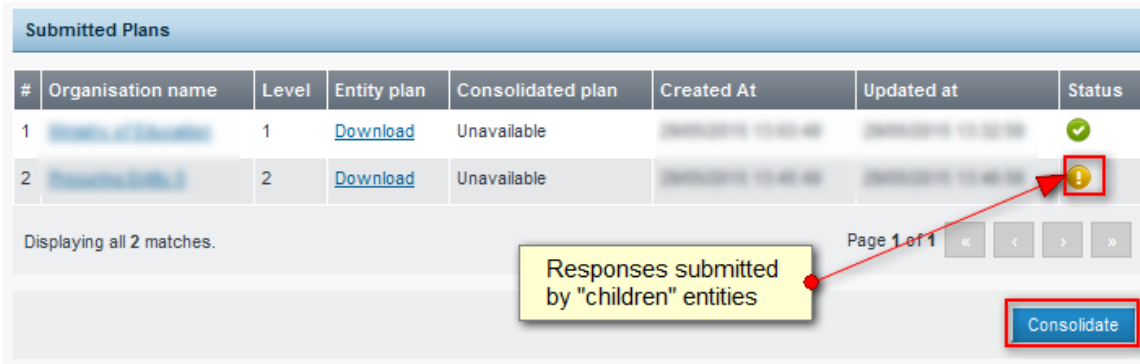 Submitted Plans
# Organisation name Level Entity plan Consolidated plan Created At Updated at Status
1 1 Download Unavailable
2 2 Download Unavailable
Displaying all 2 matches.
Page 1 of 1 « ‹ › »
Responses submitted
by "children" entities
Consolidate